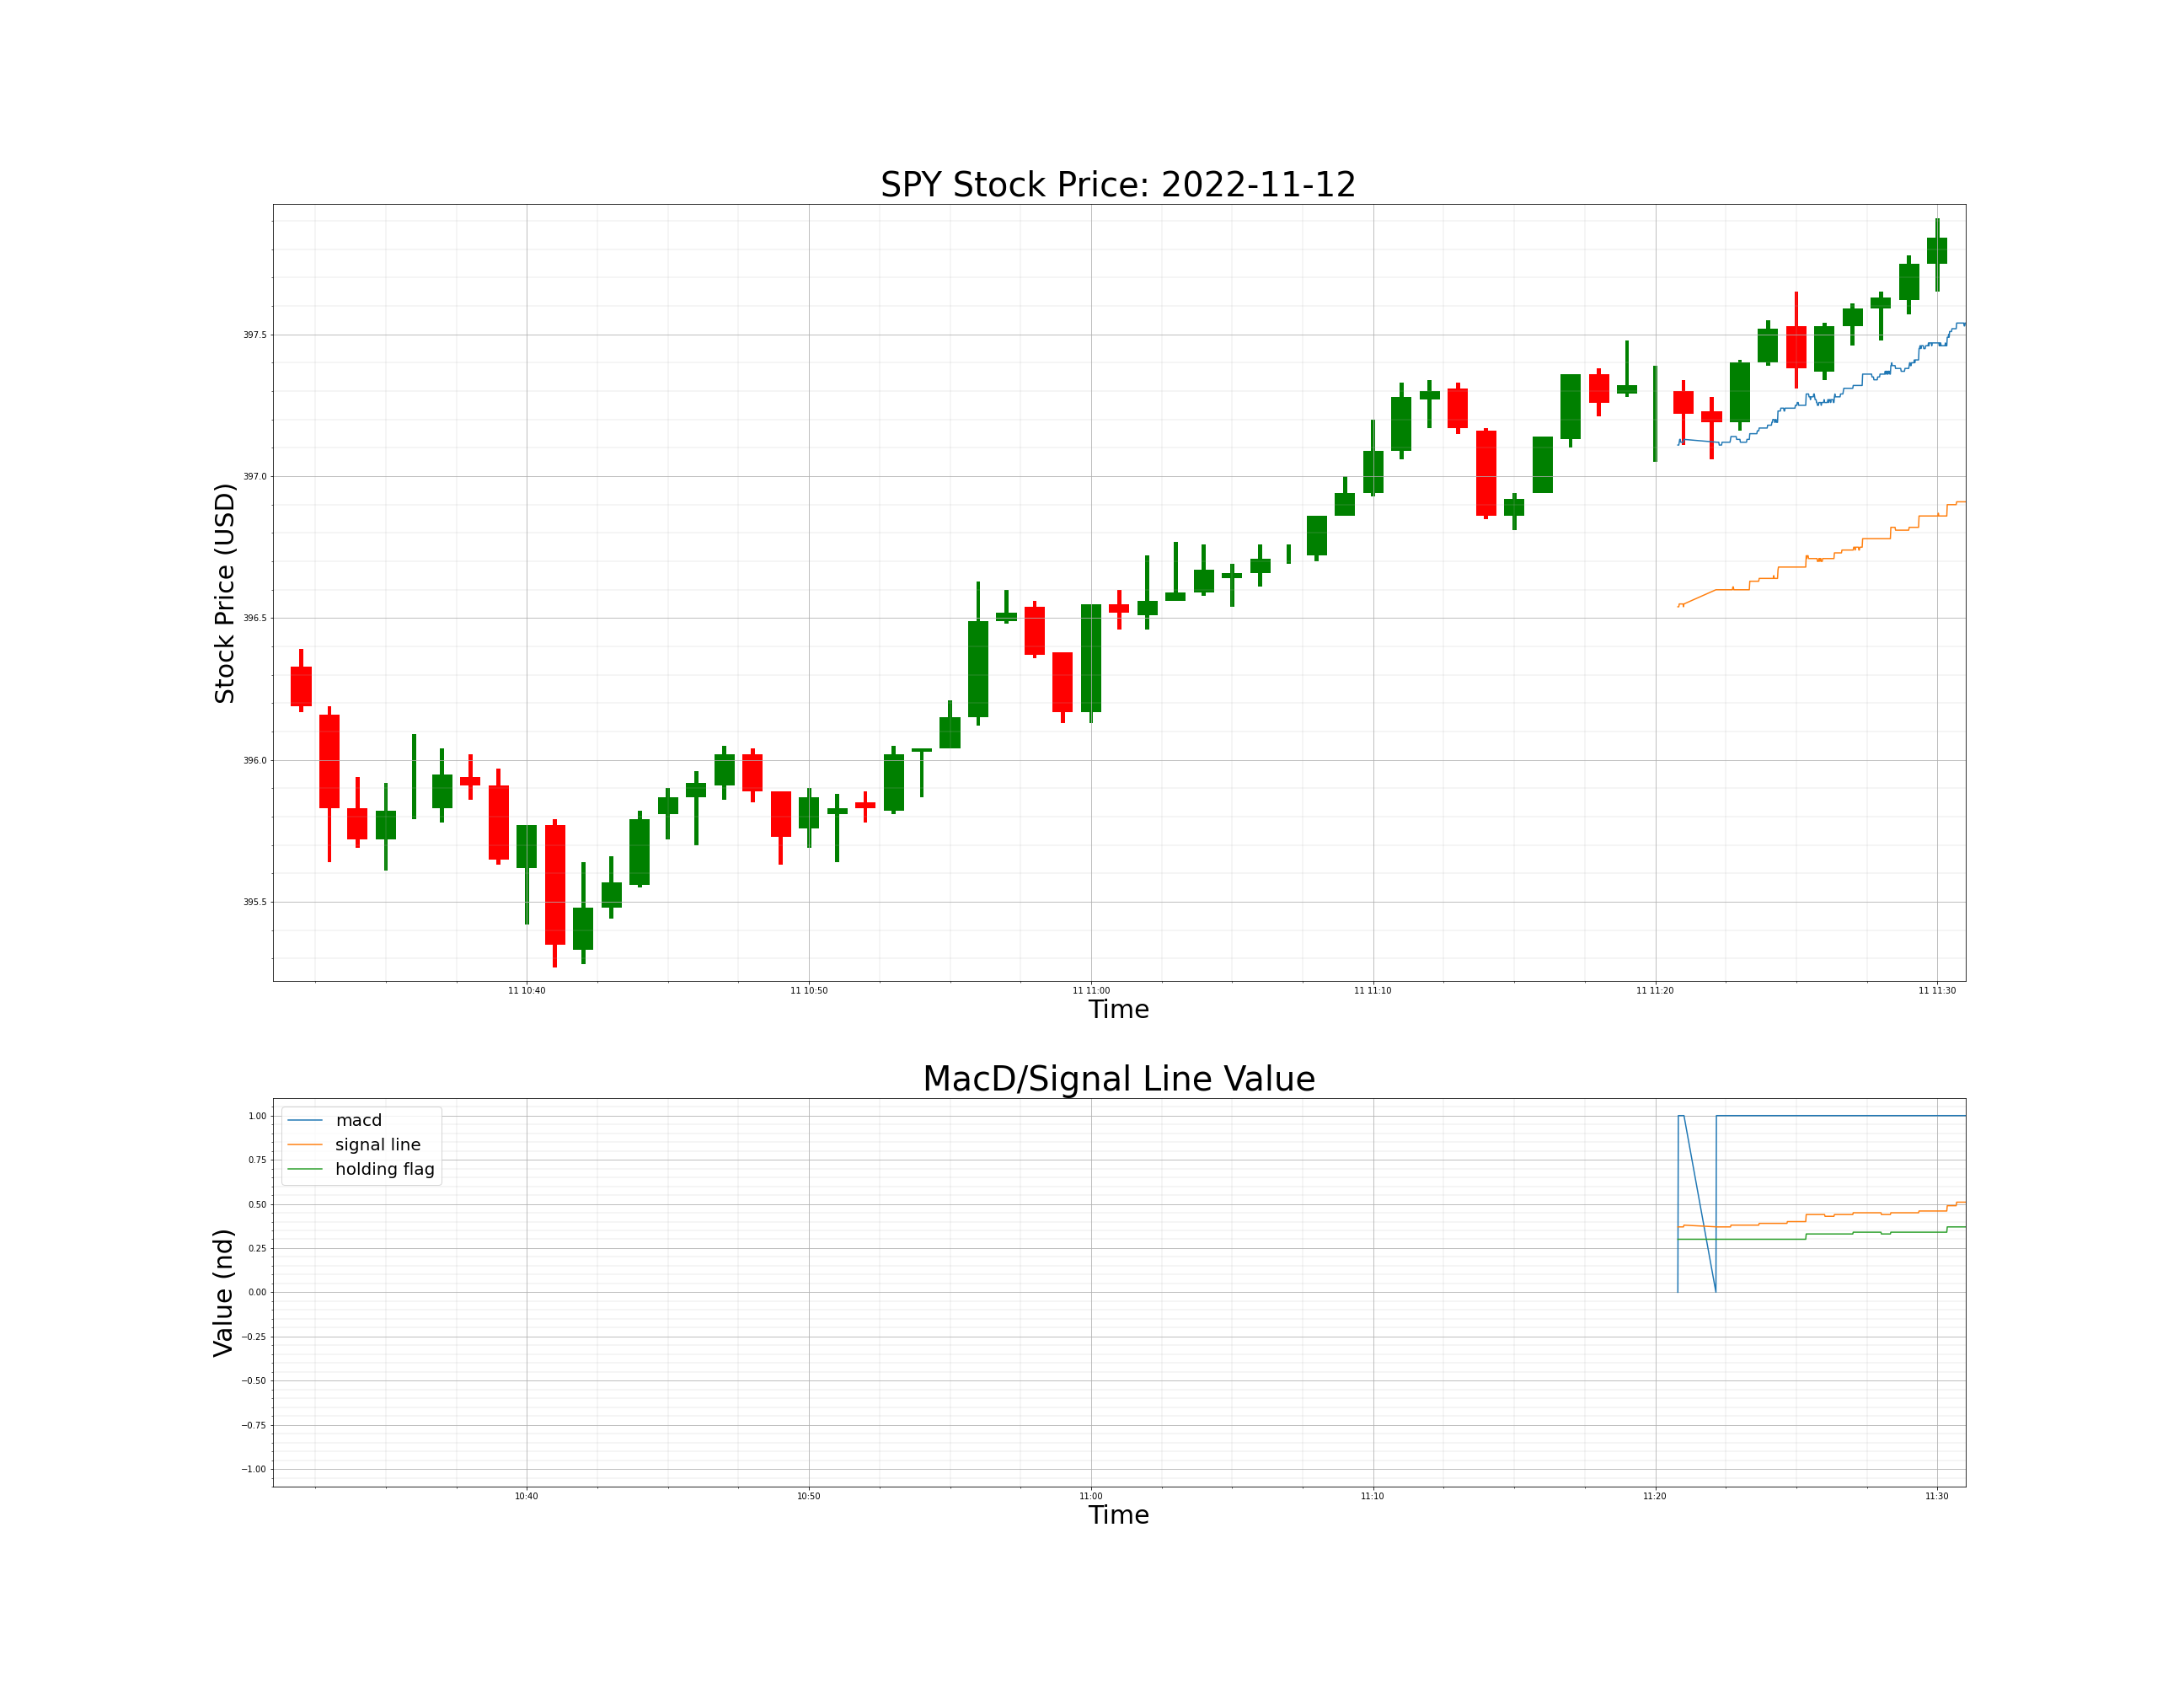 SPY Stock Price: 2022-11-12
Stock Price (USD)
397.5
397.0
396.5
396.0
395.5
11 10:40 11 10:50 11 11:00 11 11:10 11 11:20 11 11:30
Time
MacD/Signal Line Value
macd
signal line
holding flag
Value (nd)
1.00
0.75
0.50
0.25
0.00
−0.25
−0.50
−0.75
−1.00
10:40 10:50 11:00 11:10 11:20 11:30
Time